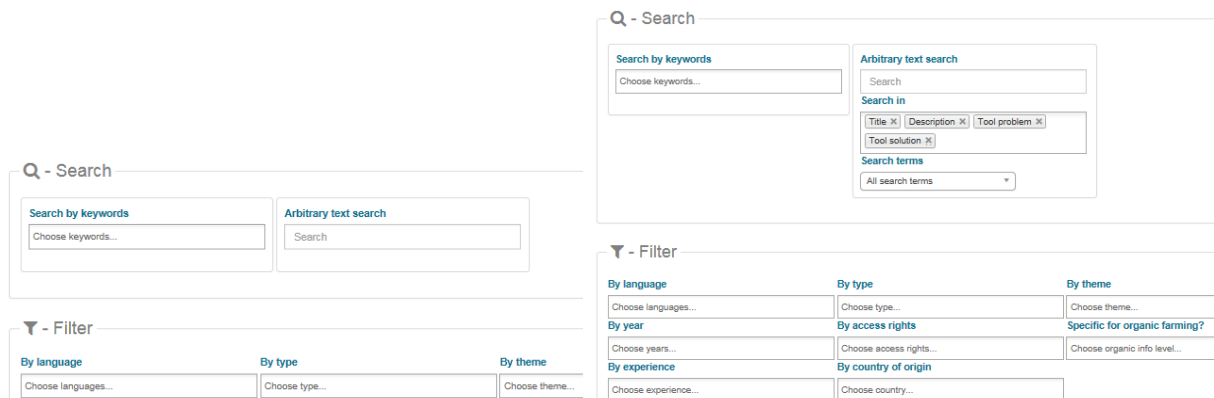 - Search
Search by keywords
Choose keywords...
Arbitrary text search
Search
- Filter
By language
Choose languages...
By type
Choose type...
By theme
Choose theme...
- Search
Search by keywords
Choose keywords...
Arbitrary text search
Search
Search in
Title × Description × Tool problem ×
Tool solution ×
Search terms
All search terms
- Filter
By language
Choose languages...
By type
Choose type...
By theme
Choose theme...
By year
Choose years...
By access rights
Choose access rights...
Specific for organic farming?
Choose organic info level...
By experience
Choose experience...
By country of origin
Choose country...